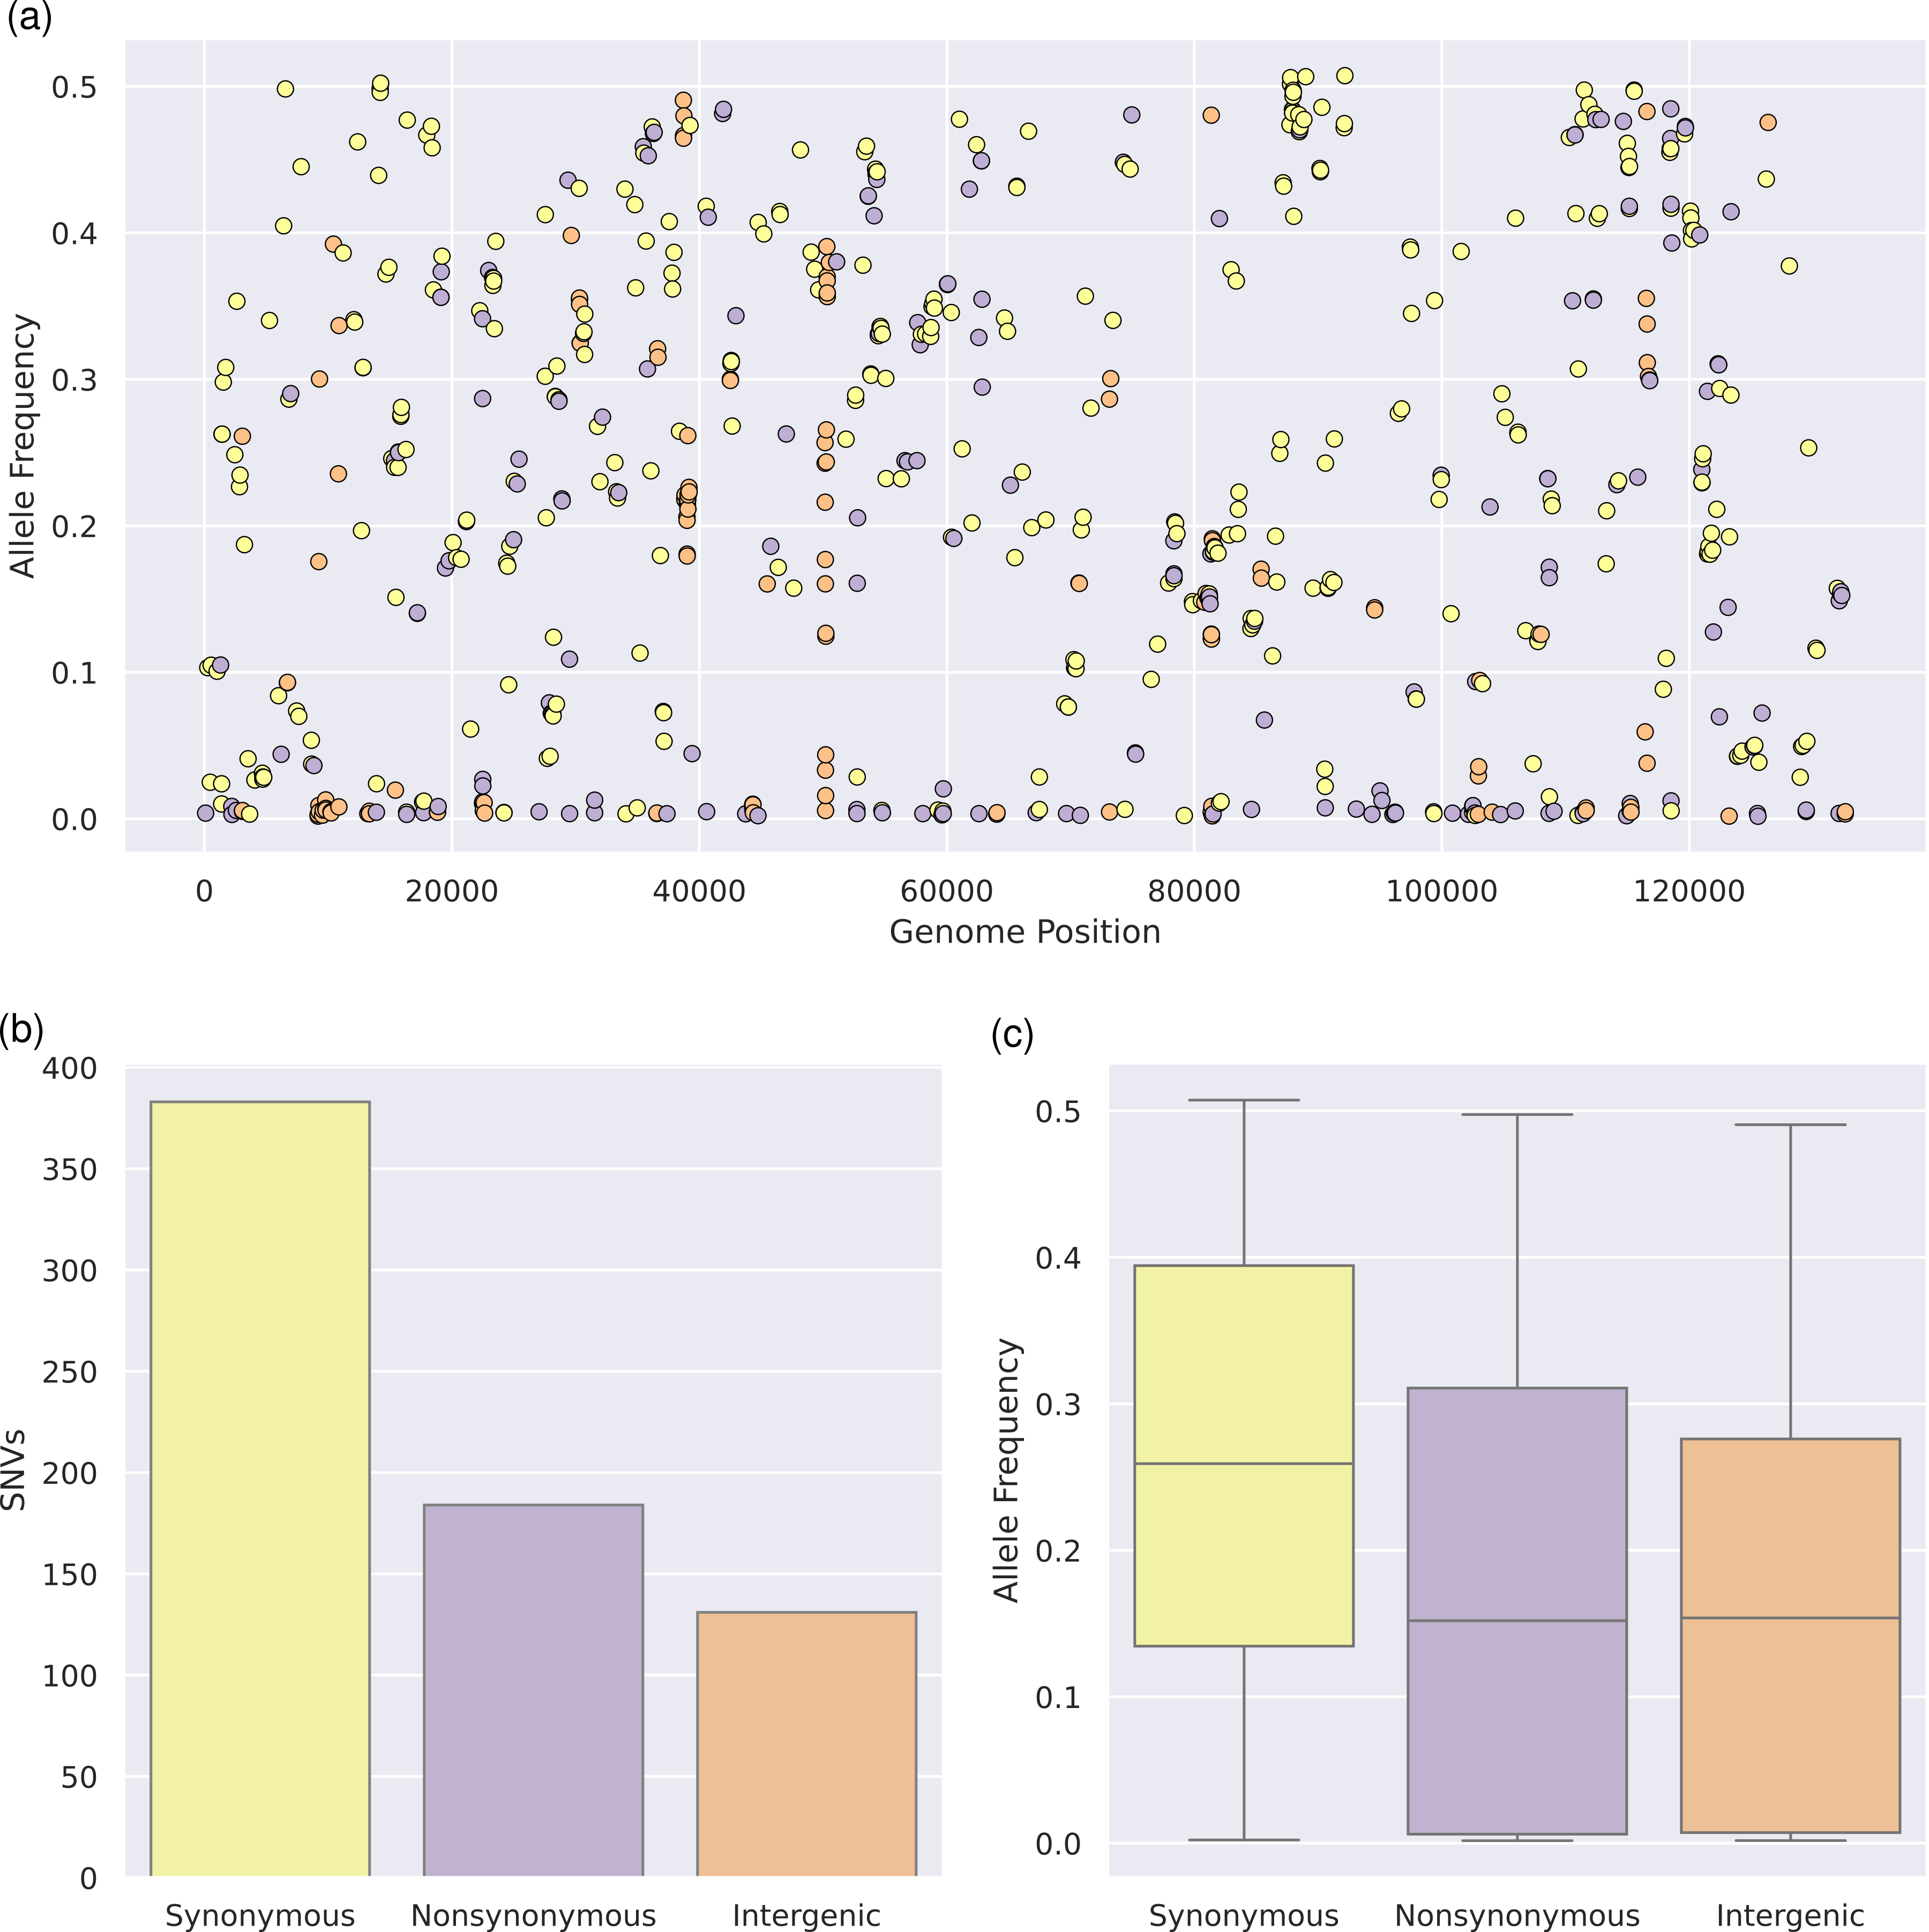 (a)
Allele Frequency
0.5
0.4
0.3
0.2
0.1
0.0
0 20000 40000 60000 80000 100000 120000
Genome Position
(b)
SNVs
400
350
300
250
200
150
100
50
0
Synonymous Nonsynonymous Intergenic
(c)
Allele Frequency
0.5
0.4
0.3
0.2
0.1
0.0
Synonymous Nonsynonymous Intergenic